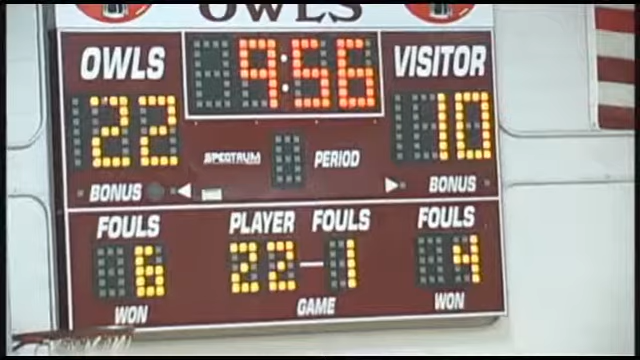 OWLS
OWLS 9:56 VISITOR
22 10
SPECTRUM PERIOD
BONUS BONUS
FOULS PLAYER FOULS FOULS
6 22-1 4
WON GAME WON